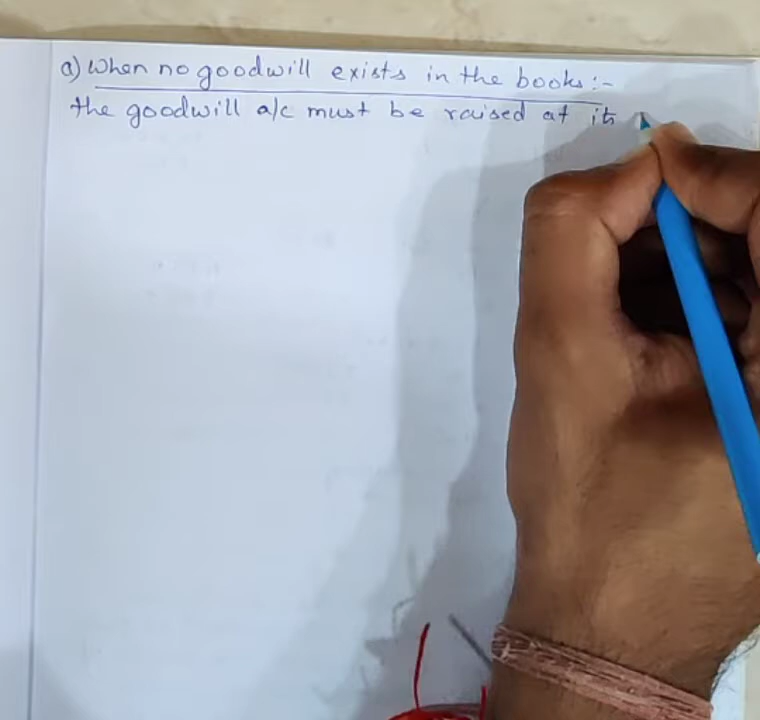 a) When no goodwill exists in the books:-
the goodwill a/c must be raised at its